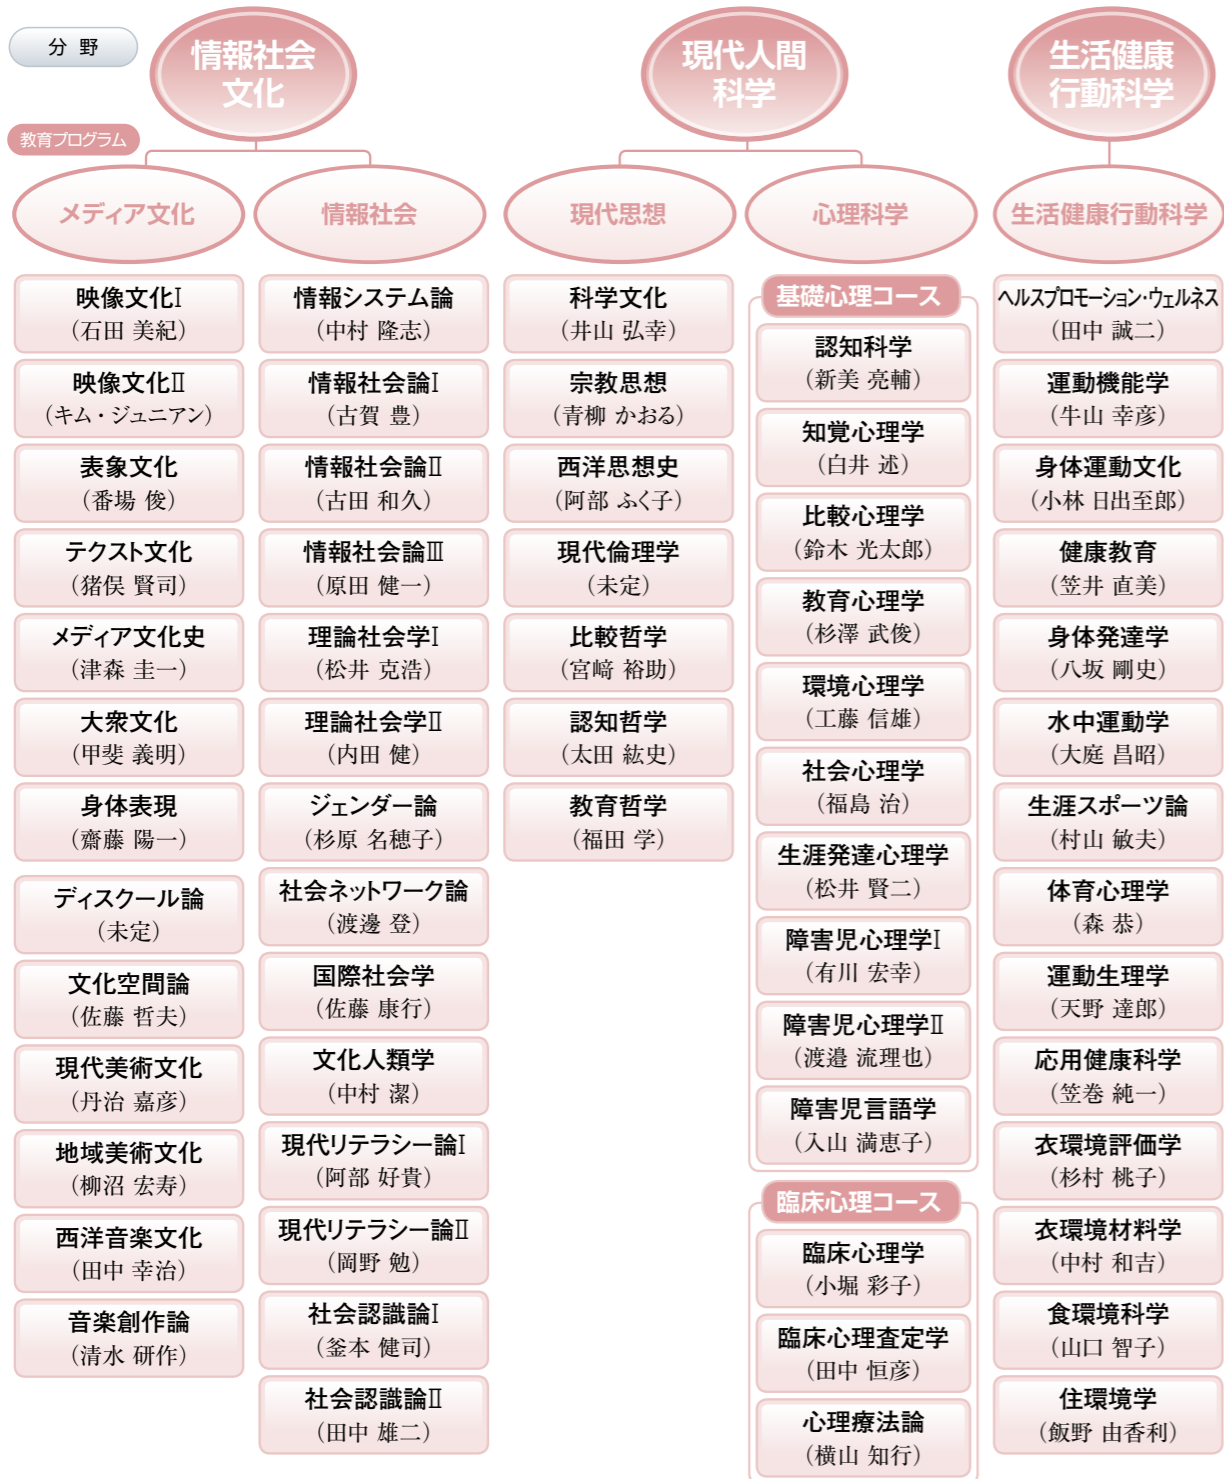 分 野
情報社会
文化
現代人間
科学
生活健康
行動科学
教育プログラム
メディア文化
情報社会
現代思想
心理科学
生活健康行動科学
映像文化Ⅰ
(石田 美紀)
映像文化Ⅱ
(キム・ジュニアン)
表象文化
(番場 俊)
テクスト文化
(猪俣 賢司)
メディア文化史
(津森 圭一)
大衆文化
(甲斐 義明)
身体表現
(齋藤 陽一)
ディスクール論
(未定)
文化空間論
(佐藤 哲夫)
現代美術文化
(丹治 嘉彦)
地域美術文化
(柳沼 宏寿)
西洋音楽文化
(田中 幸治)
音楽創作論
(清水 研作)
情報システム論
(中村 隆志)
情報社会論Ⅰ
(古賀 豊)
情報社会論Ⅱ
(古田 和久)
情報社会論Ⅲ
(原田 健一)
理論社会学Ⅰ
(松井 克浩)
理論社会学Ⅱ
(内田 健)
ジェンダー論
(杉原 名穂子)
社会ネットワーク論
(渡邊 登)
国際社会学
(佐藤 康行)
文化人類学
(中村 潔)
現代リテラシー論Ⅰ
(阿部 好貴)
現代リテラシー論Ⅱ
(岡野 勉)
社会認識論Ⅰ
(釜本 健司)
社会認識論Ⅱ
(田中 雄二)
科学文化
(井山 弘幸)
宗教思想
(青柳 かおる)
西洋思想史
(阿部 ふく子)
現代倫理学
(未定)
比較哲学
(宮﨑 裕助)
認知哲学
(太田 紘史)
教育哲学
(福田 学)
基礎心理コース
認知科学
(新美 亮輔)
知覚心理学
(白井 述)
比較心理学
(鈴木 光太郎)
教育心理学
(杉澤 武俊)
環境心理学
(工藤 信雄)
社会心理学
(福島 治)
生涯発達心理学
(松井 賢二)
障害児心理学Ⅰ
(有川 宏幸)
障害児心理学Ⅱ
(渡邉 流理也)
障害児言語学
(入山 満恵子)
臨床心理コース
臨床心理学
(小堀 彩子)
臨床心理査定学
(田中 恒彦)
心理療法論
(横山 知行)
ヘルスプロモーション・ウェルネス
(田中 誠二)
運動機能学
(牛山 幸彦)
身体運動文化
(小林 日出至郎)
健康教育
(笠井 直美)
身体発達学
(八坂 剛史)
水中運動学
(大庭 昌昭)
生涯スポーツ論
(村山 敏夫)
体育心理学
(森 恭)
運動生理学
(天野 達郎)
応用健康科学
(笠巻 純一)
衣環境評価学
(杉村 桃子)
衣環境材料学
(中村 和吉)
食環境科学
(山口 智子)
住環境学
(飯野 由香利)